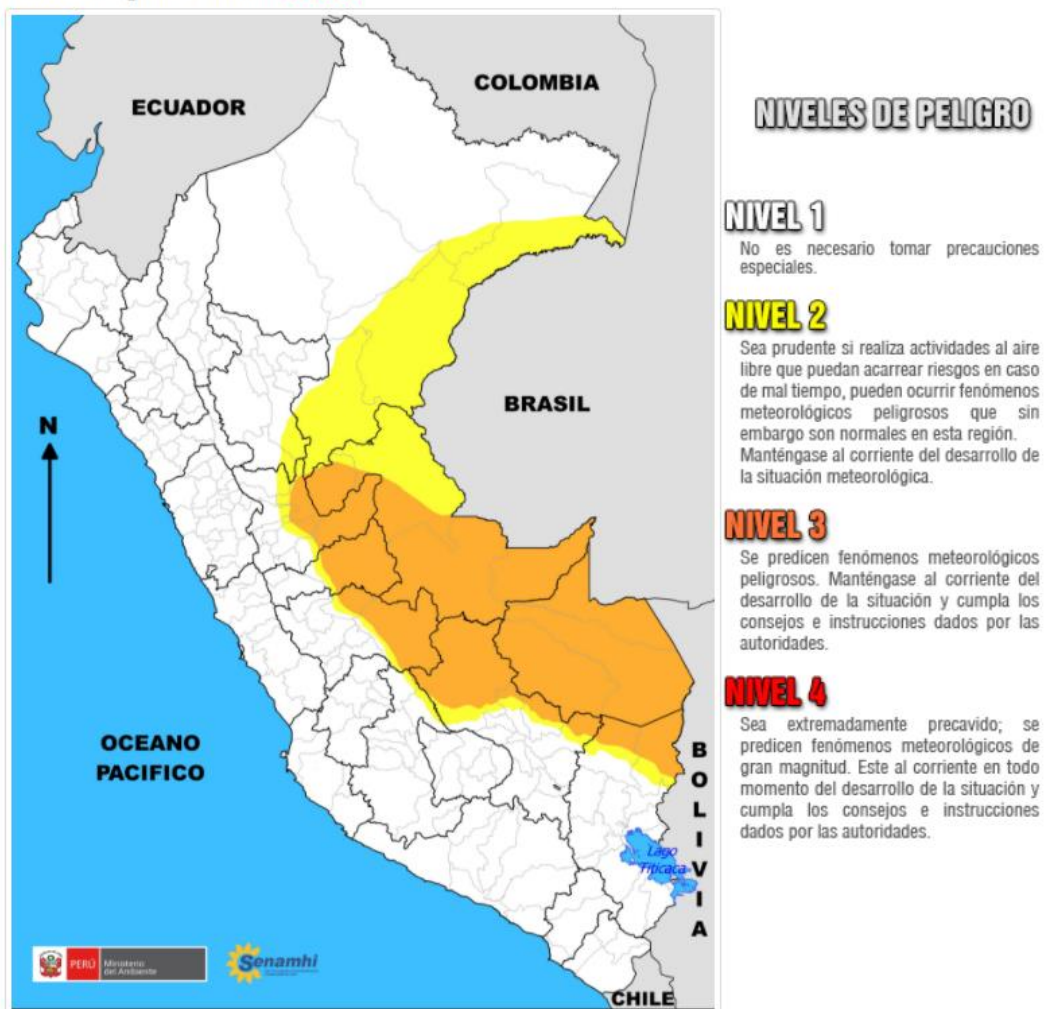 ECUADOR
COLOMBIA
BRASIL
N
OCEANO
PACIFICO
BOLIVIA
Lago
Titicaca
CHILE
PERÚ
Ministerio
del Ambiente
Senamhi
NIVELES DE PELIGRO
NIVEL 1
No es necesario tomar precauciones
especiales.
NIVEL 2
Sea prudente si realiza actividades al aire
libre que puedan acarrear riesgos en caso
de mal tiempo, pueden ocurrir fenómenos
meteorológicos peligrosos que sin
embargo son normales en esta región.
Manténgase al corriente del desarrollo de
la situación meteorológica.
NIVEL 3
Se predicen fenómenos meteorológicos
peligrosos. Manténgase al corriente del
desarrollo de la situación y cumpla los
consejos e instrucciones dados por las
autoridades.
NIVEL 4
Sea extremadamente precavido; se
predicen fenómenos meteorológicos de
gran magnitud. Este al corriente en todo
momento del desarrollo de la situación y
cumpla los consejos e instrucciones
dados por las autoridades.